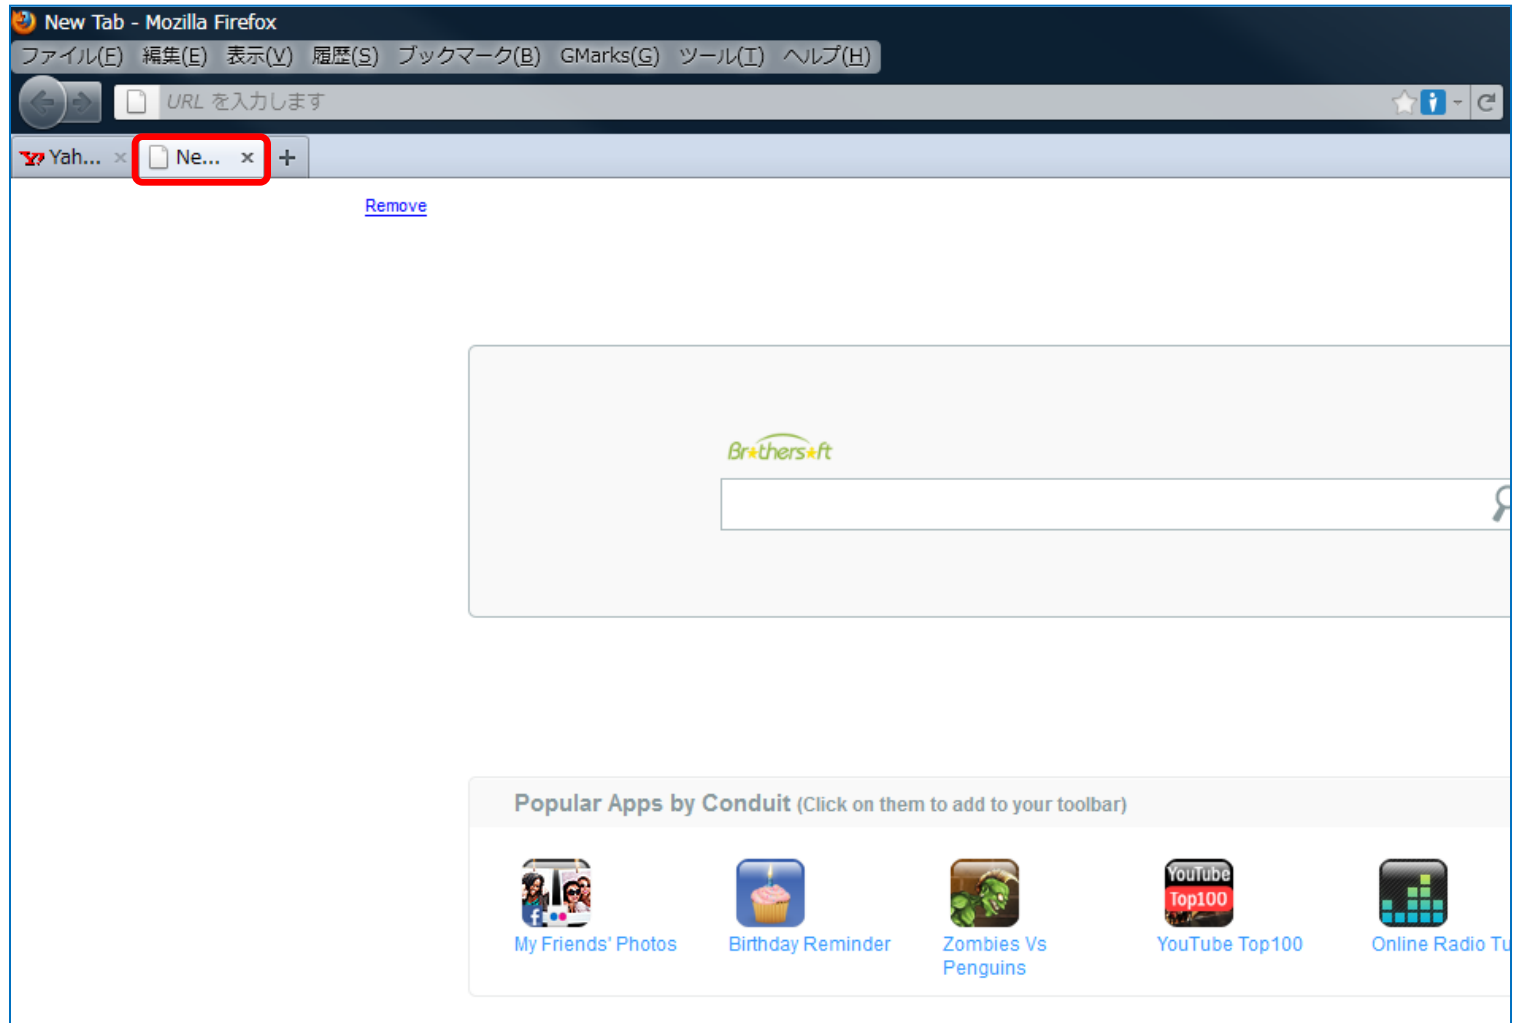 New Tab - Mozilla Firefox
ファイル(F) 編集(E) 表示(V) 履歴(S) ブックマーク(B) GMarks(G) ツール(T) ヘルプ(H)
URL を入力します
Yah... Ne...
Remove
Brothersoft
Popular Apps by Conduit (Click on them to add to your toolbar)
YouTube
Top100
My Friends' Photos Birthday Reminder Zombies Vs YouTube Top100 Online Radio Tu
Penguins